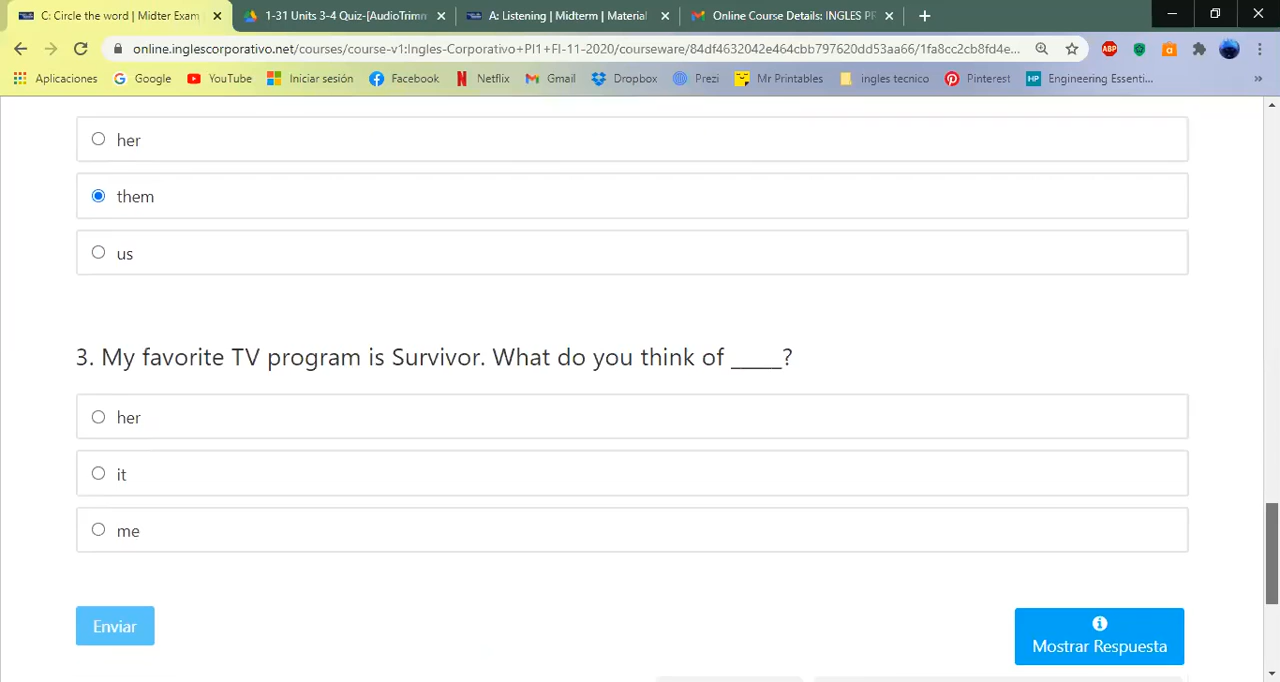 C: Circle the word | Midter Exam
1-31 Units 3-4 Quiz-[AudioTrimm
A: Listening | Midterm | Material
Online Course Details: INGLES PR
online.inglescorporativo.net/courses/course-v1:Ingles-Corporativo+PI1+FI-11-2020/courseware/84df4632042e464cbb797620dd53aa66/1fa8cc2cb8fd4e...
ABP
Aplicaciones
Google
YouTube
Iniciar sesión
Facebook
Netflix
Gmail
Dropbox
Prezi
Mr Printables
ingles tecnico
Pinterest
HP
Engineering Essenti...
her
them
us
3. My favorite TV program is Survivor. What do you think of _____?
her
it
me
Enviar
Mostrar Respuesta